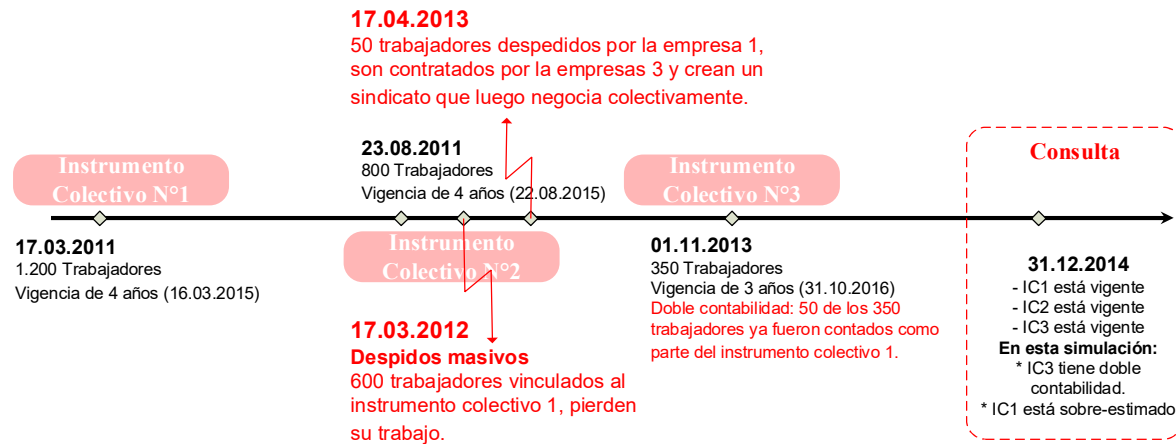 17.04.2013
50 trabajadores despedidos por la empresa 1,
son contratados por la empresas 3 y crean un
sindicato que luego negocia colectivamente.
Instrumento
Colectivo N°1
23.08.2011
800 Trabajadores
Vigencia de 4 años (22.08.2015)
Instrumento
Colectivo N°3
Consulta
17.03.2011
1.200 Trabajadores
Vigencia de 4 años (16.03.2015)
Instrumento
Colectivo N°2
01.11.2013
350 Trabajadores
Vigencia de 3 años (31.10.2016)
Doble contabilidad: 50 de los 350
trabajadores ya fueron contados como
parte del instrumento colectivo 1.
31.12.2014
- IC1 está vigente
- IC2 está vigente
- IC3 está vigente
En esta simulación:
* IC3 tiene doble
contabilidad.
* IC1 está sobre-estimado
17.03.2012
Despidos masivos
600 trabajadores vinculados al
instrumento colectivo 1, pierden
su trabajo.